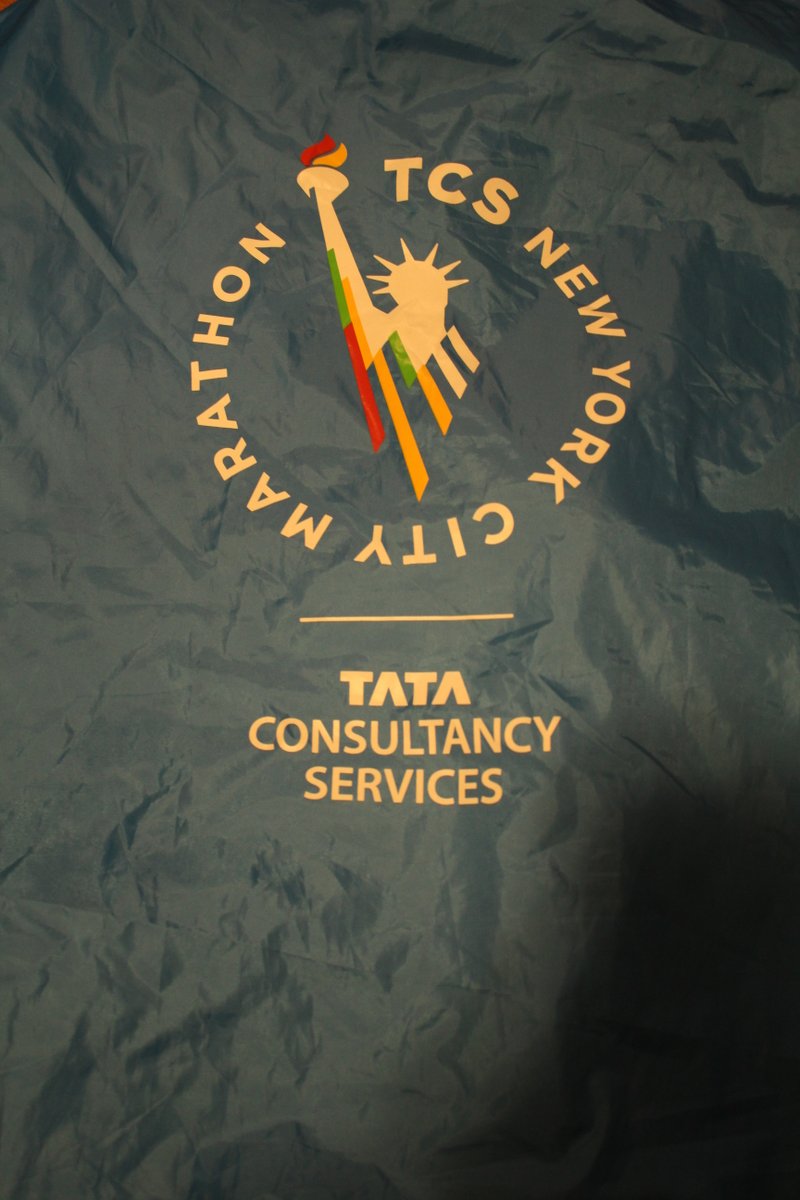 TCS NEW YORK CITY MARATHON
TATA
CONSULTANCY
SERVICES